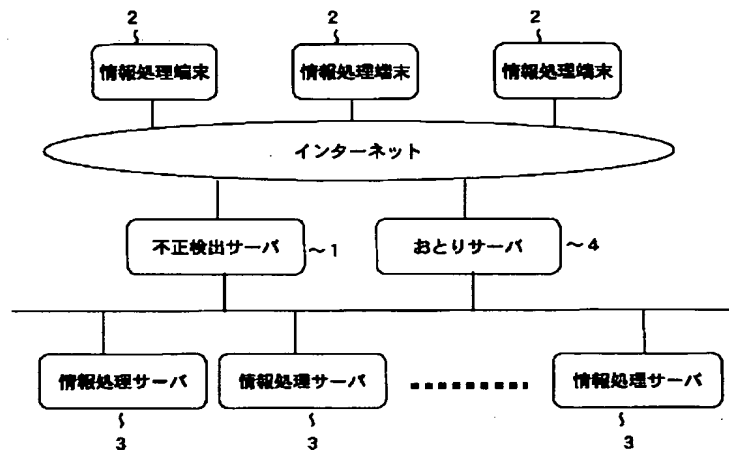 2 2 2
情報処理端末 情報処理端末 情報処理端末
インターネット
不正検出サーバ ～1 おとりサーバ ～4
情報処理サーバ 情報処理サーバ 情報処理サーバ
3 3 3